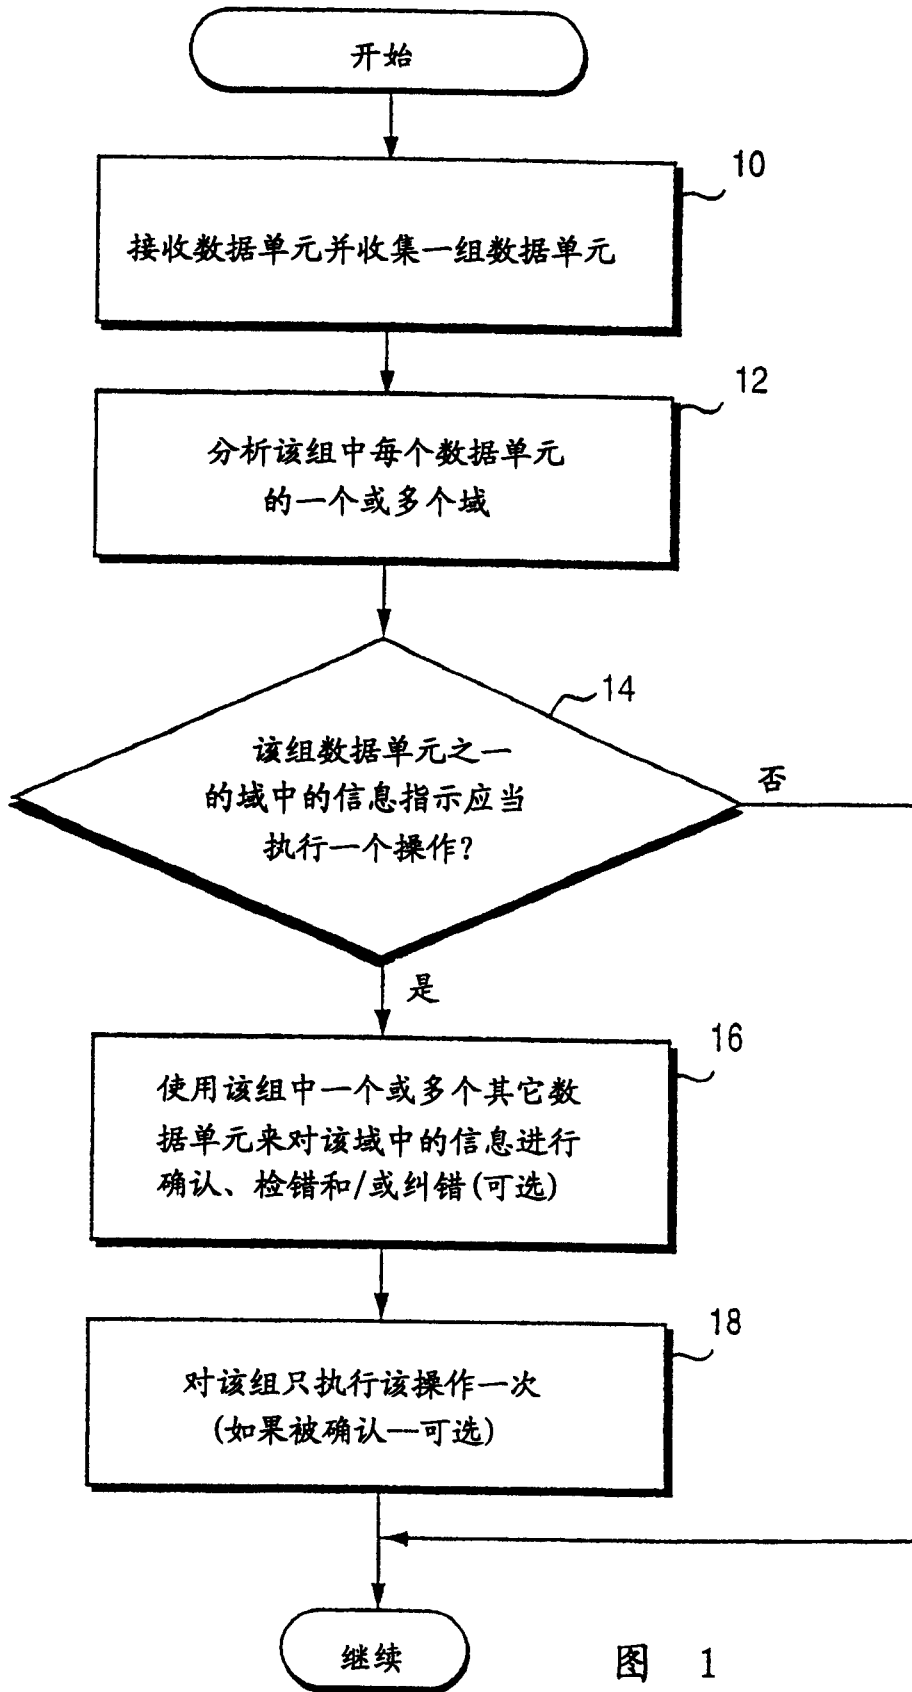 开始
10
接收数据单元并收集一组数据单元
12
分析该组中每个数据单元
的一个或多个域
14
该组数据单元之一
的域中的信息指示应当
执行一个操作?
否
是
16
使用该组中一个或多个其它数
据单元来对该域中的信息进行
确认、检错和/或纠错(可选)
18
对该组只执行该操作一次
(如果被确认—可选)
继续
图 1